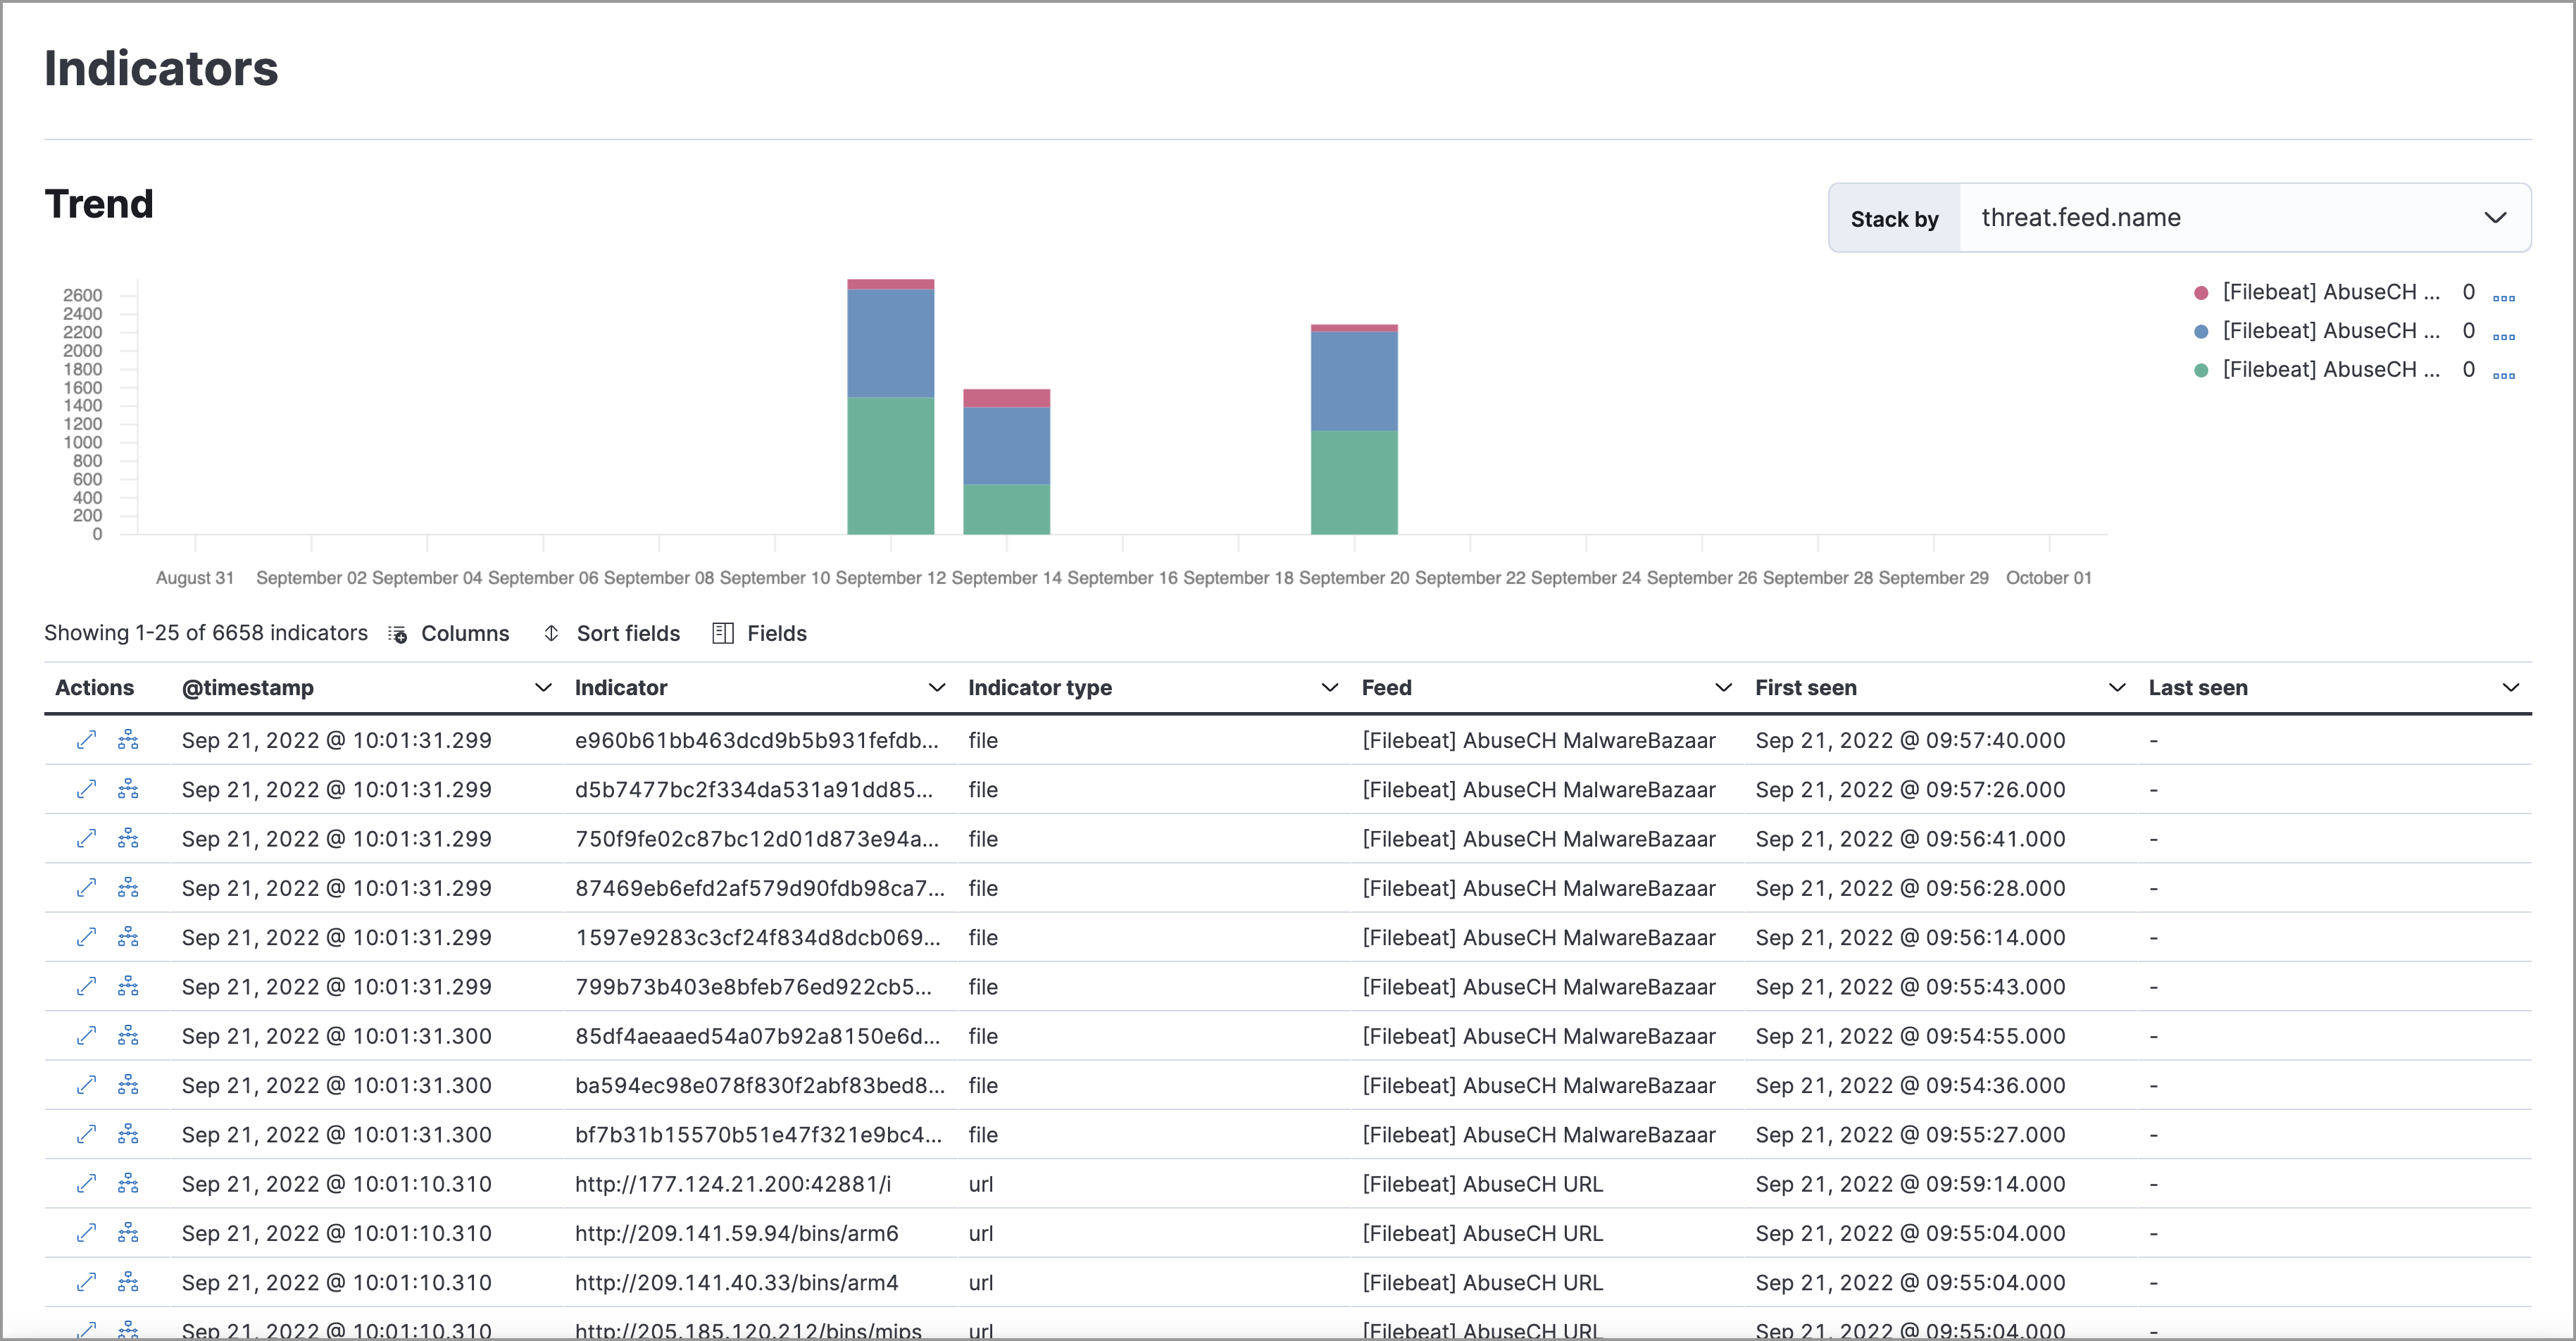 Indicators
Trend
Stack by threat.feed.name
2600
2400
2200
2000
1800
1600
1400
1200
1000
800
600
400
200
0
[Filebeat] AbuseCH ... 0
[Filebeat] AbuseCH ... 0
[Filebeat] AbuseCH ... 0
August 31 September 02 September 04 September 06 September 08 September 10 September 12 September 14 September 16 September 18 September 20 September 22 September 24 September 26 September 28 September 29 October 01
Showing 1-25 of 6658 indicators Columns Sort fields Fields
Actions @timestamp Indicator Indicator type Feed First seen Last seen
Sep 21, 2022 @ 10:01:31.299 e960b61bb463dcd9b5b931fefdb... file [Filebeat] AbuseCH MalwareBazaar Sep 21, 2022 @ 09:57:40.000 -
Sep 21, 2022 @ 10:01:31.299 d5b7477bc2f334da531a91dd85... file [Filebeat] AbuseCH MalwareBazaar Sep 21, 2022 @ 09:57:26.000 -
Sep 21, 2022 @ 10:01:31.299 750f9fe02c87bc12d01d873e94a... file [Filebeat] AbuseCH MalwareBazaar Sep 21, 2022 @ 09:56:41.000 -
Sep 21, 2022 @ 10:01:31.299 87469eb6efd2af579d90fdb98ca7... file [Filebeat] AbuseCH MalwareBazaar Sep 21, 2022 @ 09:56:28.000 -
Sep 21, 2022 @ 10:01:31.299 1597e9283c3cf24f834d8dcb069... file [Filebeat] AbuseCH MalwareBazaar Sep 21, 2022 @ 09:56:14.000 -
Sep 21, 2022 @ 10:01:31.299 799b73b403e8bfeb76ed922cb5... file [Filebeat] AbuseCH MalwareBazaar Sep 21, 2022 @ 09:55:43.000 -
Sep 21, 2022 @ 10:01:31.300 85df4aeaaed54a07b92a8150e6d... file [Filebeat] AbuseCH MalwareBazaar Sep 21, 2022 @ 09:54:55.000 -
Sep 21, 2022 @ 10:01:31.300 ba594ec98e078f830f2abf83bed8... file [Filebeat] AbuseCH MalwareBazaar Sep 21, 2022 @ 09:54:36.000 -
Sep 21, 2022 @ 10:01:31.300 bf7b31b15570b51e47f321e9bc4... file [Filebeat] AbuseCH MalwareBazaar Sep 21, 2022 @ 09:55:27.000 -
Sep 21, 2022 @ 10:01:10.310 http://177.124.21.200:42881/i url [Filebeat] AbuseCH URL Sep 21, 2022 @ 09:59:14.000 -
Sep 21, 2022 @ 10:01:10.310 http://209.141.59.94/bins/arm6 url [Filebeat] AbuseCH URL Sep 21, 2022 @ 09:55:04.000 -
Sep 21, 2022 @ 10:01:10.310 http://209.141.40.33/bins/arm4 url [Filebeat] AbuseCH URL Sep 21, 2022 @ 09:55:04.000 -
Sep 21, 2022 @ 10:01:10.310 http://205.185.120.212/bins/mips url [Filebeat] AbuseCH URL Sep 21, 2022 @ 09:55:04.000 -